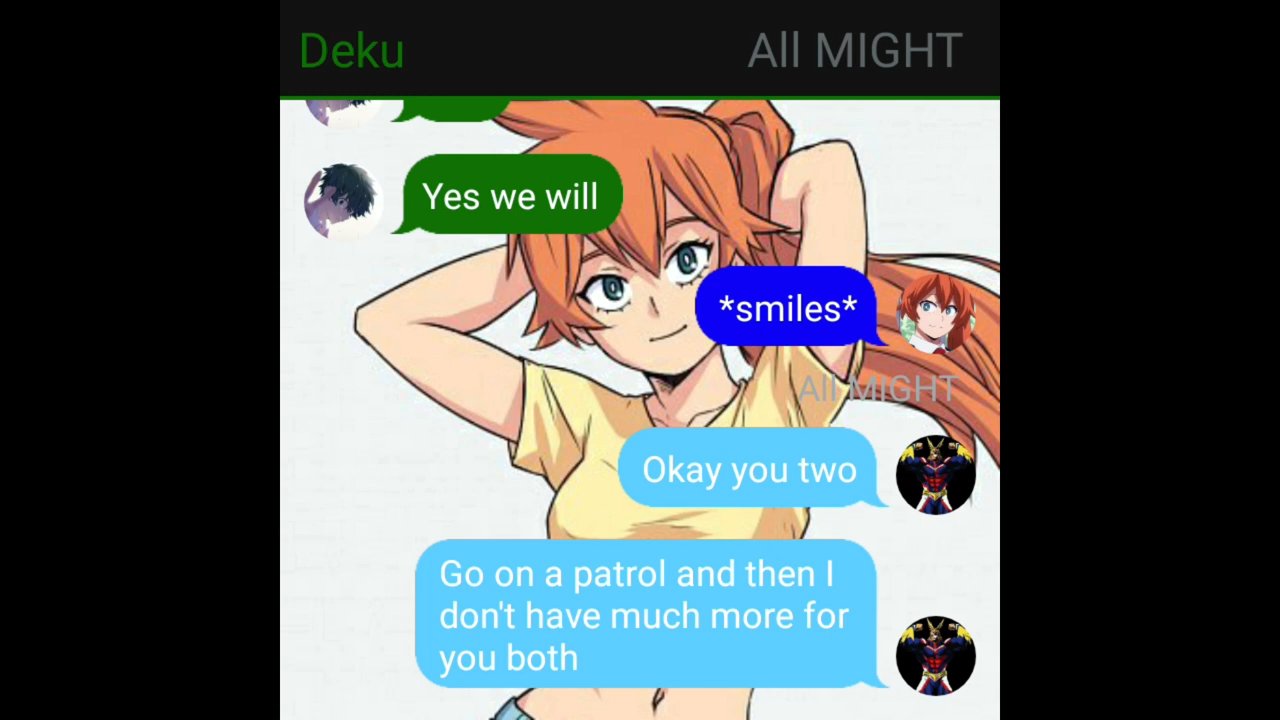 Deku
All MIGHT
Yes we will
*smiles*
All MIGHT
Okay you two
Go on a patrol and then I
don't have much more for
you both